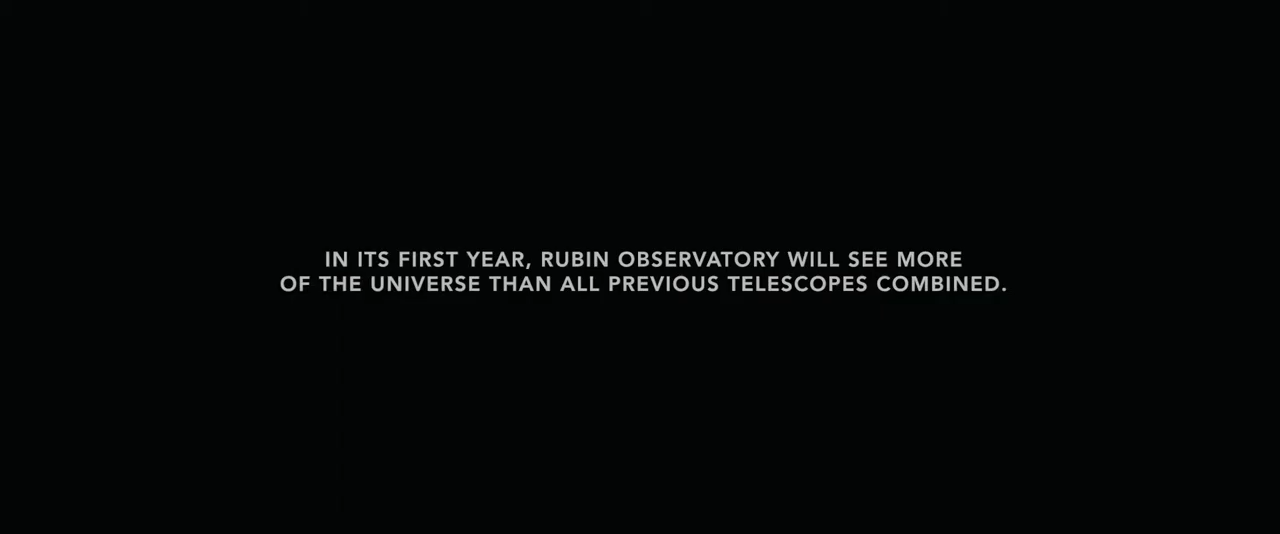 IN ITS FIRST YEAR, RUBIN OBSERVATORY WILL SEE MORE
OF THE UNIVERSE THAN ALL PREVIOUS TELESCOPES COMBINED.